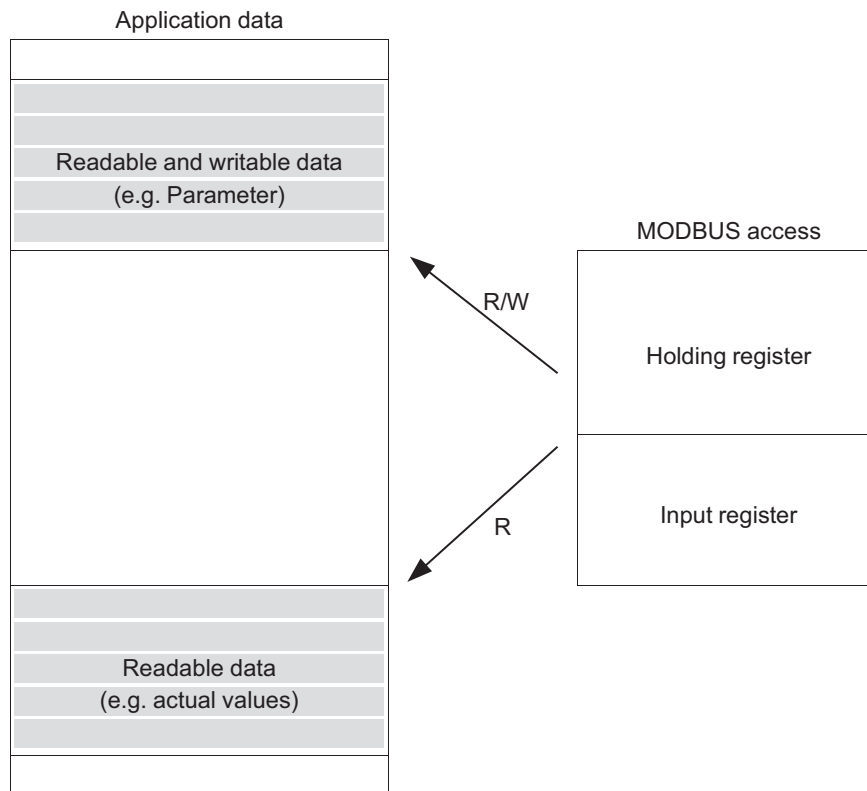 Application data
Readable and writable data
(e.g. Parameter)
MODBUS access
R/W
Holding register
Input register
R
Readable data
(e.g. actual values)